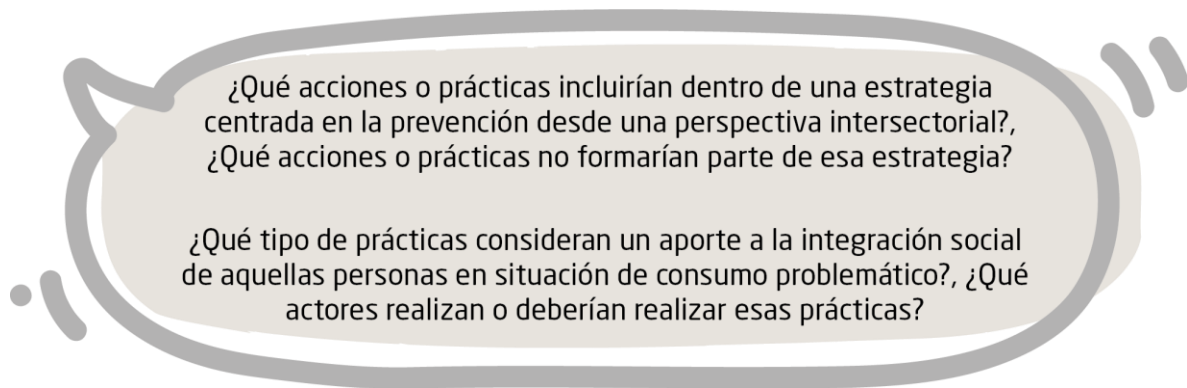 ¿Qué acciones o prácticas incluirían dentro de una estrategia
centrada en la prevención desde una perspectiva intersectorial?,
¿Qué acciones o prácticas no formarían parte de esa estrategia?
¿Qué tipo de prácticas consideran un aporte a la integración social
de aquellas personas en situación de consumo problemático?, ¿Qué
actores realizan o deberían realizar esas prácticas?